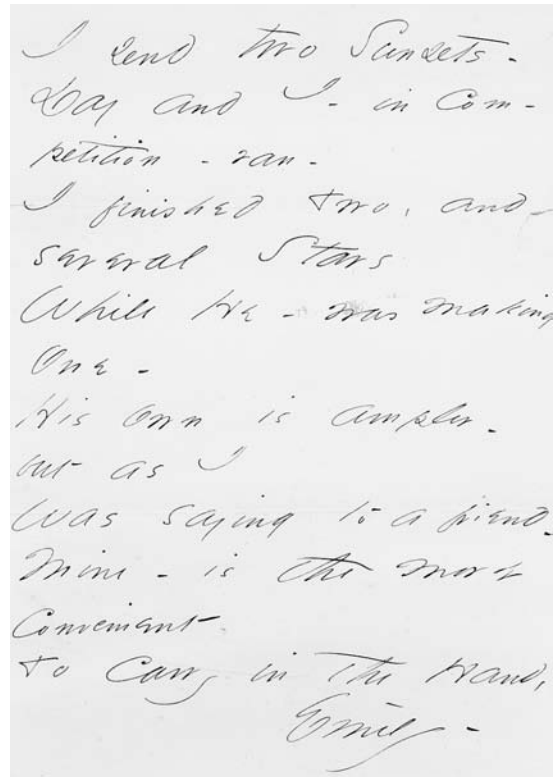 I send two Sunsets -
Day and I - in Com-
petition - ran -
I finished two, and
several Stars
While He - was making
One -
His own is ampler -
but as I
Was saying to a friend -
Mine - is the more
Convenient
To Carry in the Hand,
Emily -